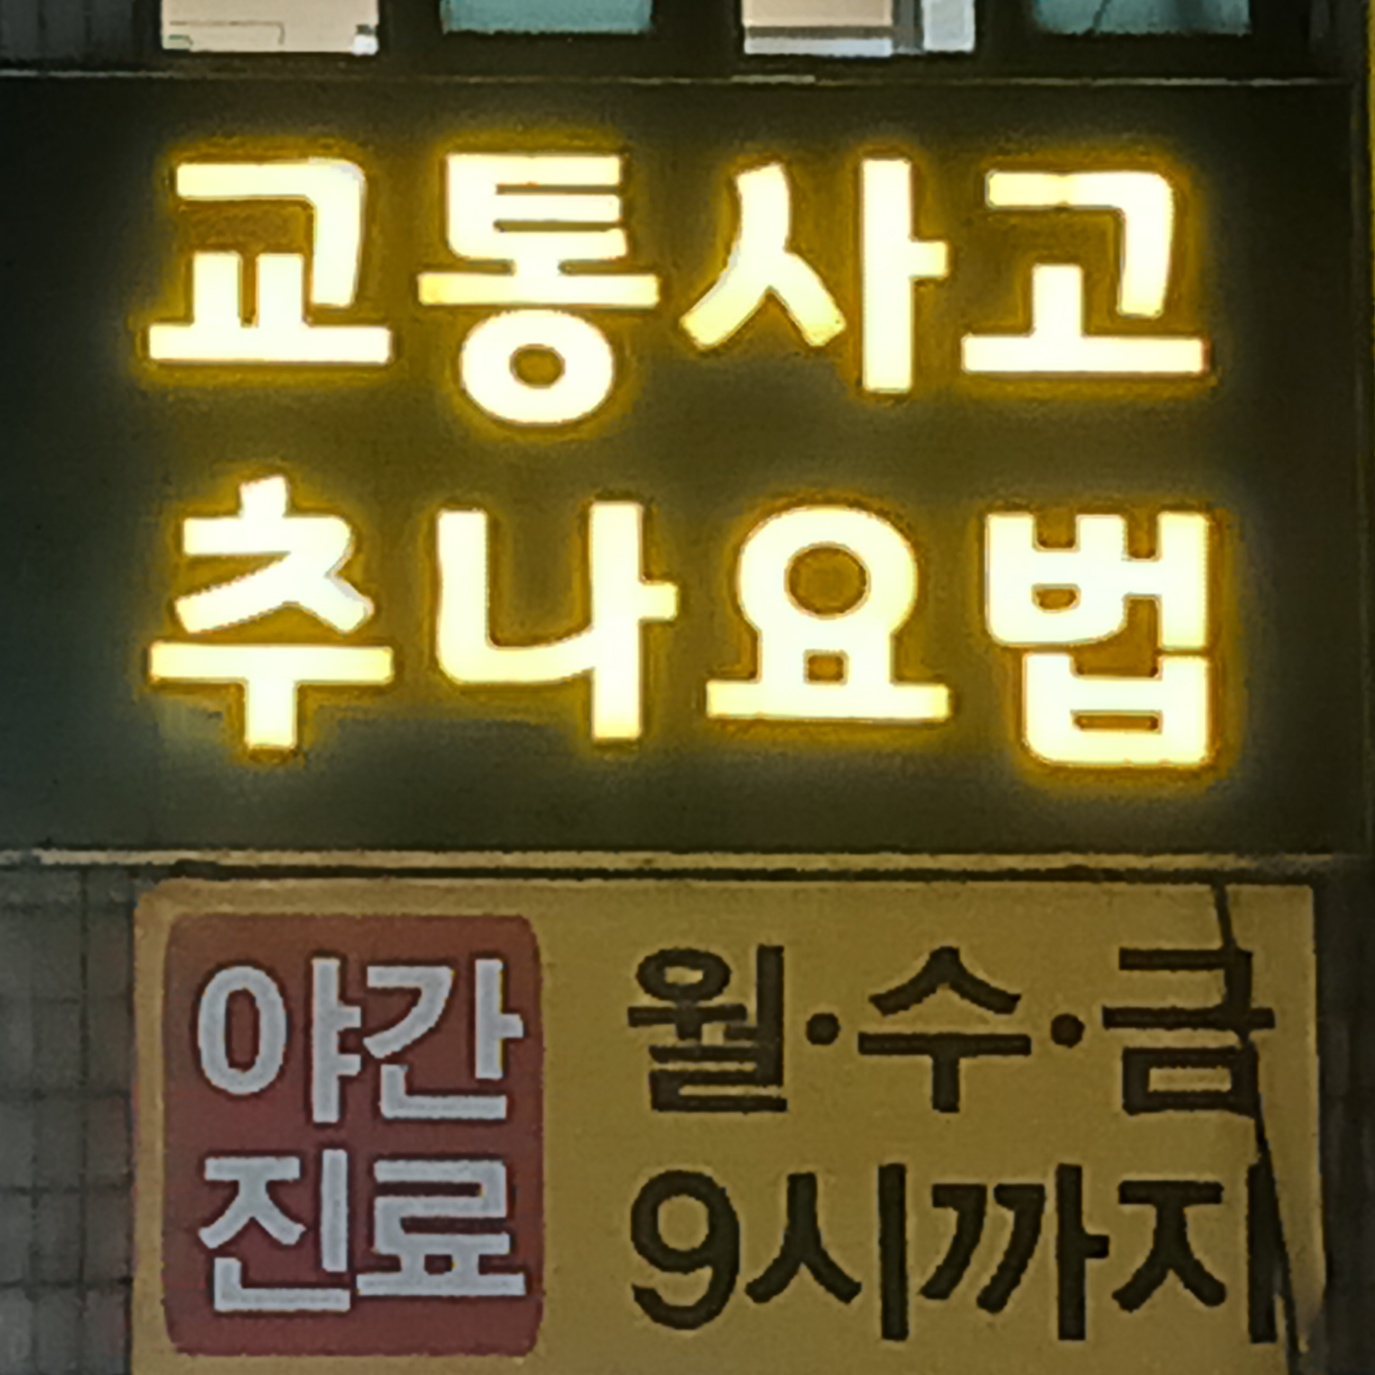 교통사고
추나요법
야간
진료
월·수·금
9시까지